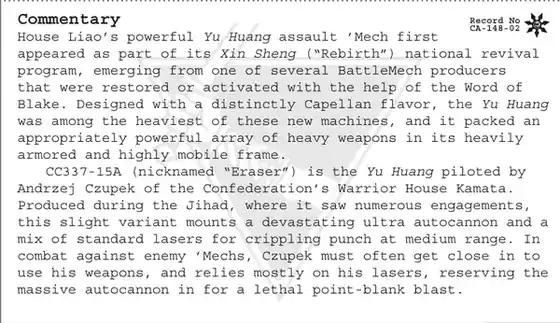 Commentary
Record No
CA-148-02
House Liao’s powerful Yu Huang assault ’Mech first
appeared as part of its Xin Sheng (“Rebirth”) national revival
program, emerging from one of several BattleMech producers
that were restored or activated with the help of the Word of
Blake. Designed with a distinctly Capellan flavor, the Yu Huang
was among the heaviest of these new machines, and it packed an
appropriately powerful array of heavy weapons in its heavily
armored and highly mobile frame.
CC337-15A (nicknamed “Eraser”) is the Yu Huang piloted by
Andrzej Czupek of the Confederation’s Warrior House Kamata.
Produced during the Jihad, where it saw numerous engagements,
this slight variant mounts a devastating ultra autocannon and a
mix of standard lasers for crippling punch at medium range. In
combat against enemy ‘Mechs, Czupek must often get close in to
use his weapons, and relies mostly on his lasers, reserving the
massive autocannon in for a lethal point-blank blast.